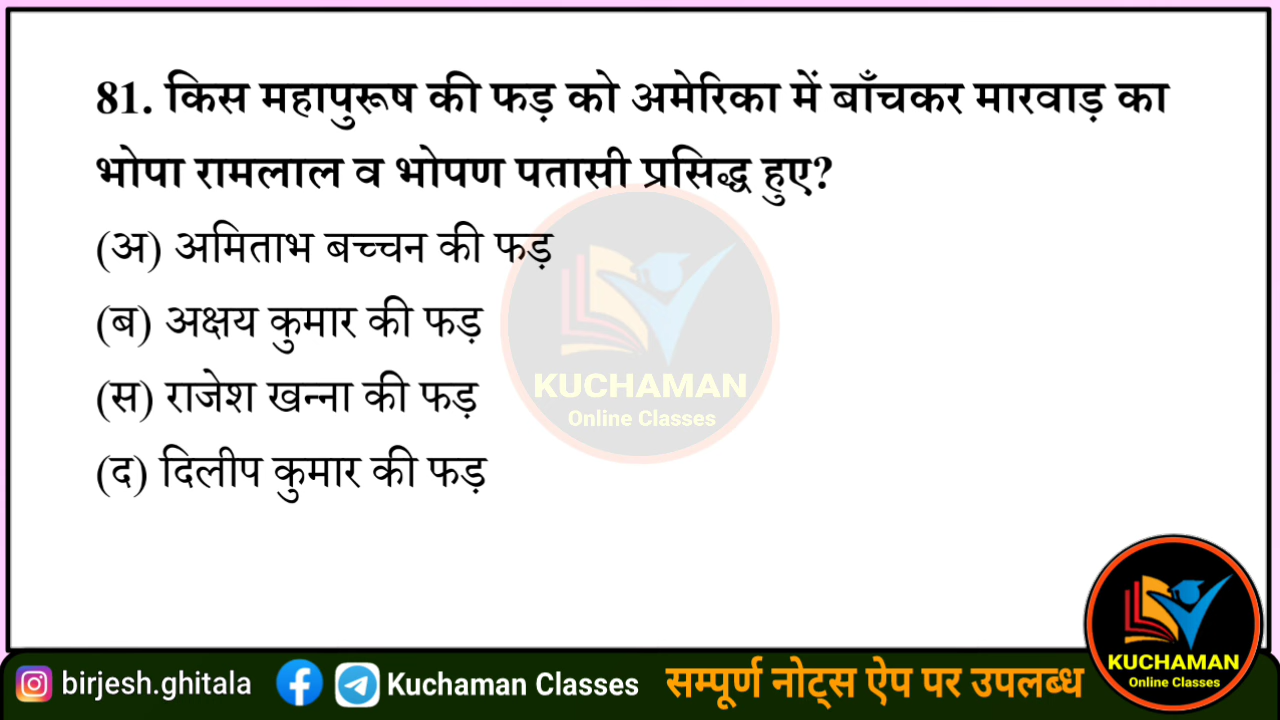 81. किस महापुरूष की फड़ को अमेरिका में बाँचकर मारवाड़ का
भोपा रामलाल व भोपण पतासी प्रसिद्ध हुए?
(अ) अमिताभ बच्चन की फड़
(ब) अक्षय कुमार की फड़
(स) राजेश खन्ना की फड़
(द) दिलीप कुमार की फड़
KUCHAMAN
Online Classes
birjesh.ghitala
Kuchaman Classes
सम्पूर्ण नोट्स ऐप पर उपलब्ध
KUCHAMAN
Online Classes